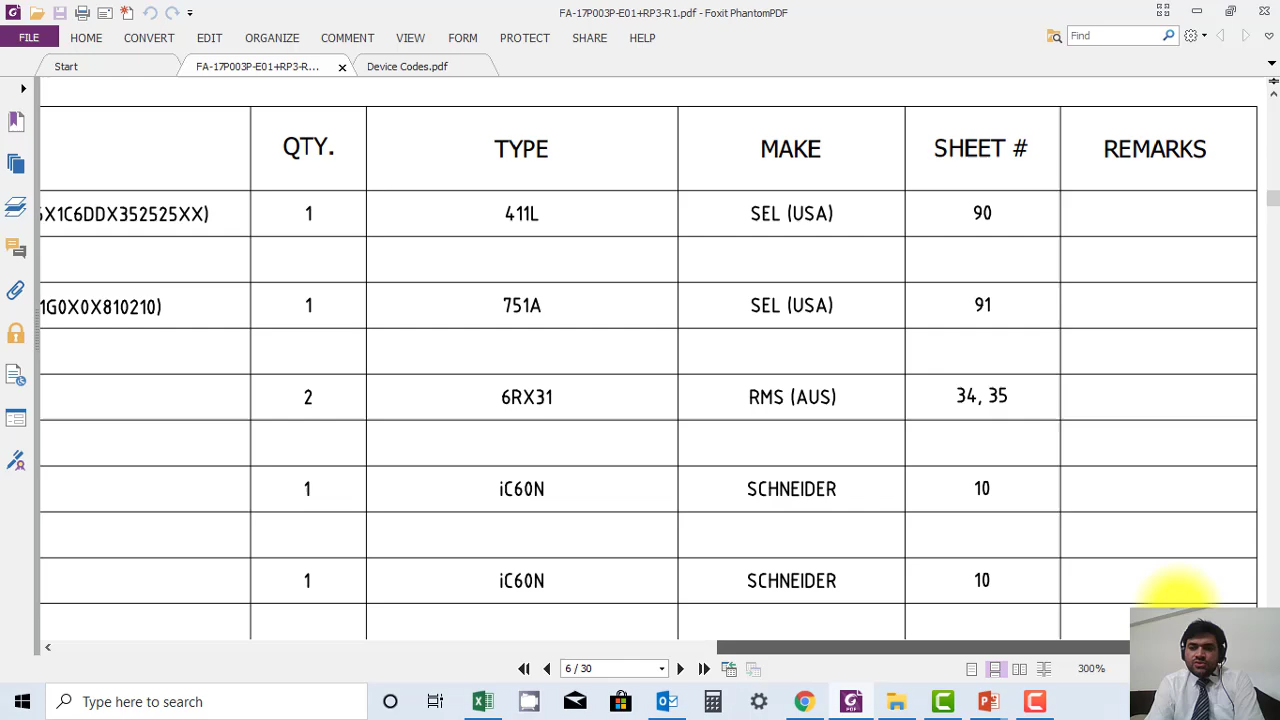 FA-17P003P-E01+RP3-R1.pdf - Foxit PhantomPDF
FILE HOME CONVERT EDIT ORGANIZE COMMENT VIEW FORM PROTECT SHARE HELP
Find
Start FA-17P003P-E01+RP3-R... Device Codes.pdf
QTY. TYPE MAKE SHEET # REMARKS
X1C6DDX352525XX) 1 411L SEL (USA) 90
1G0X0X810210) 1 751A SEL (USA) 91
2 6RX31 RMS (AUS) 34, 35
1 iC60N SCHNEIDER 10
1 iC60N SCHNEIDER 10
6 / 30 300%
Type here to search